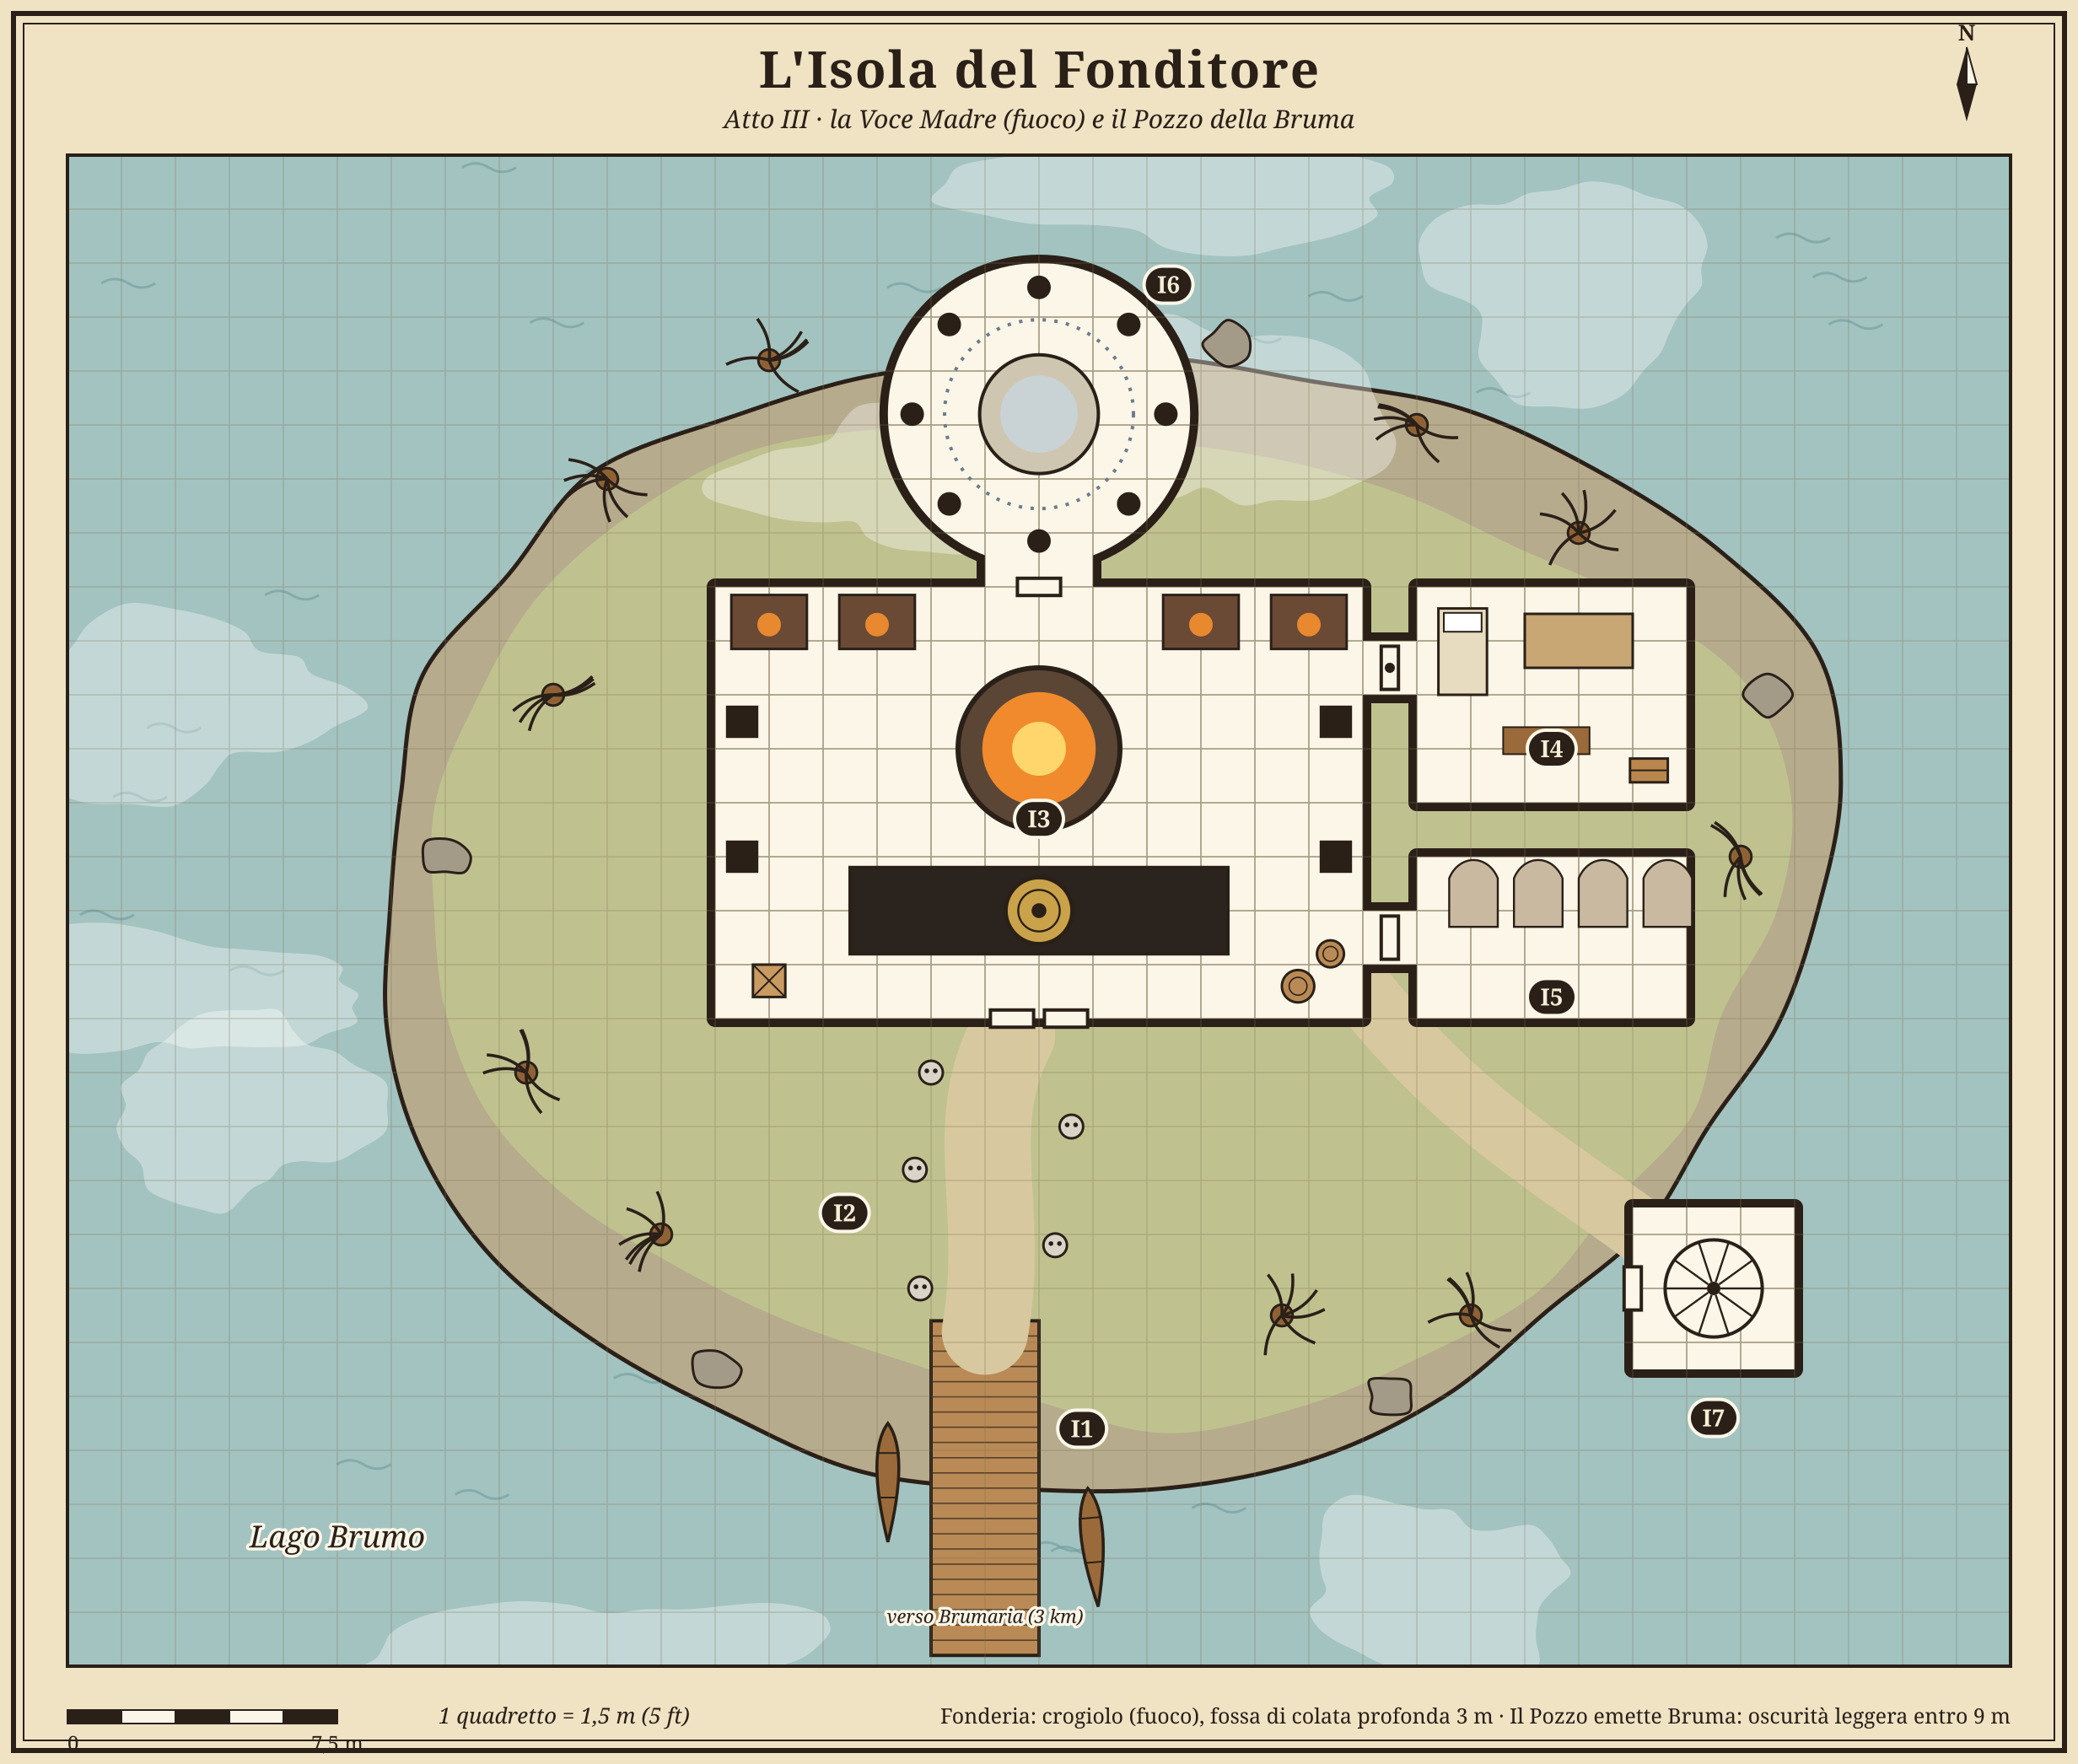 N
L'Isola del Fonditore
Atto III · la Voce Madre (fuoco) e il Pozzo della Bruma
I6
I4
I3
I5
I2
I1
I7
Lago Brumo
verso Brumaria (3 km)
1 quadretto = 1,5 m (5 ft)
Fonderia: crogiolo (fuoco), fossa di colata profonda 3 m · Il Pozzo emette Bruma: oscurità leggera entro 9 m
0
7,5 m